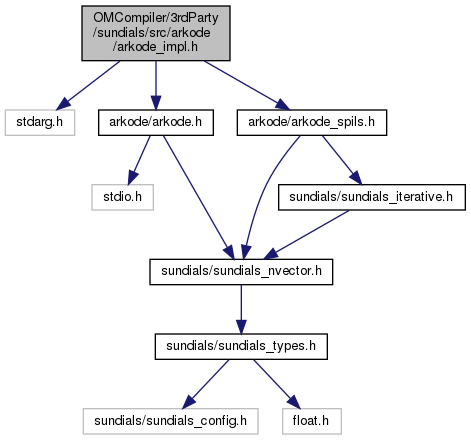 OMCompiler/3rdParty
/sundials/src/arkode
/arkode_impl.h
stdarg.h
arkode/arkode.h
arkode/arkode_spils.h
stdio.h
sundials/sundials_iterative.h
sundials/sundials_nvector.h
sundials/sundials_types.h
sundials/sundials_config.h
float.h